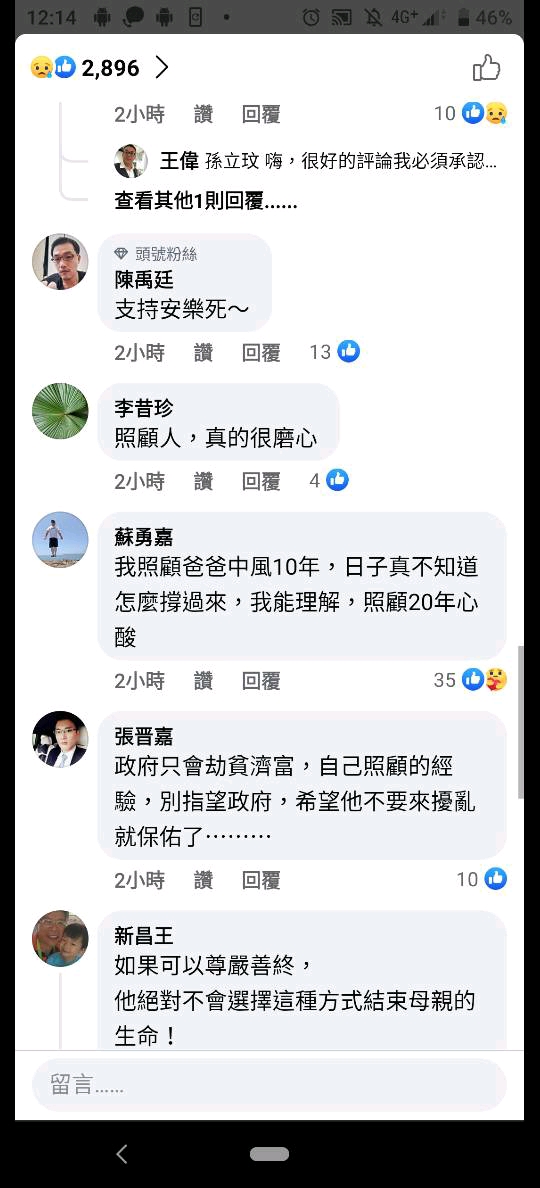 12:14
4G+
46%
2,896
2小時 讚 回覆 10
王偉 孫立玟 嗨，很好的評論我必須承認...
查看其他1則回覆......
頭號粉絲
陳禹廷
支持安樂死～
2小時 讚 回覆 13
李昔珍
照顧人，真的很磨心
2小時 讚 回覆 4
蘇勇嘉
我照顧爸爸中風10年，日子真不知道
怎麼撐過來，我能理解，照顧20年心
酸
2小時 讚 回覆 35
張晋嘉
政府只會劫貧濟富，自己照顧的經
驗，別指望政府，希望他不要來擾亂
就保佑了⋯⋯⋯
2小時 讚 回覆 10
新昌王
如果可以尊嚴善終，
他絕對不會選擇這種方式結束母親的
生命！
留言......